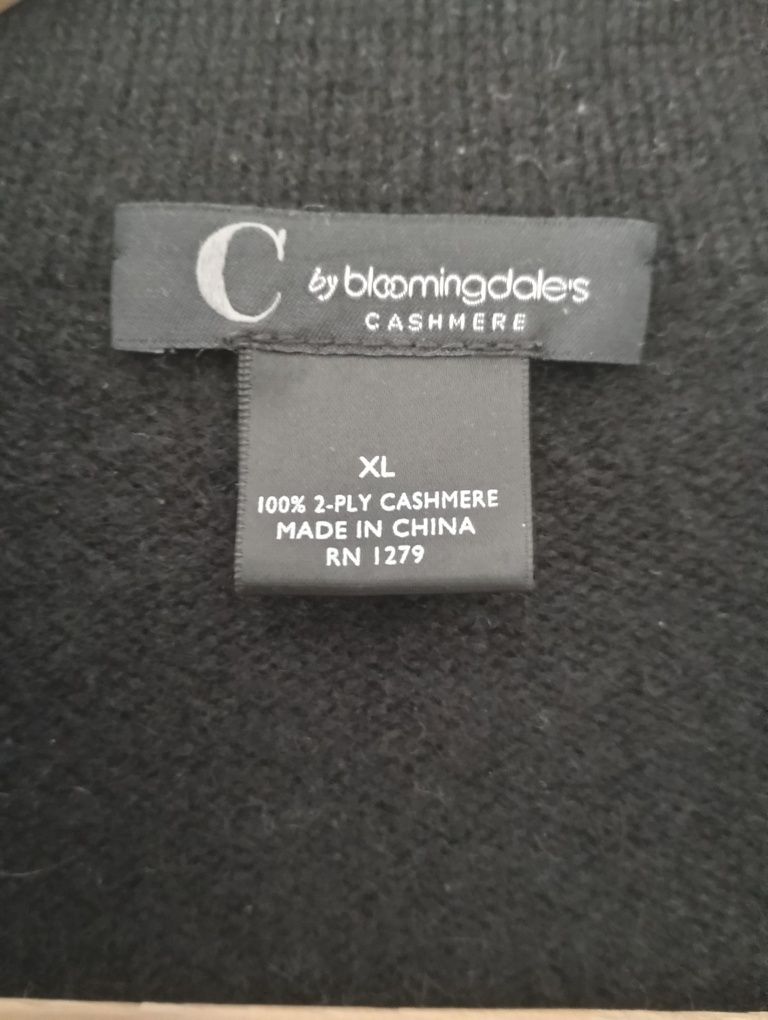 C by bloomingdale's
CASHMERE
XL
100% 2-PLY CASHMERE
MADE IN CHINA
RN 1279